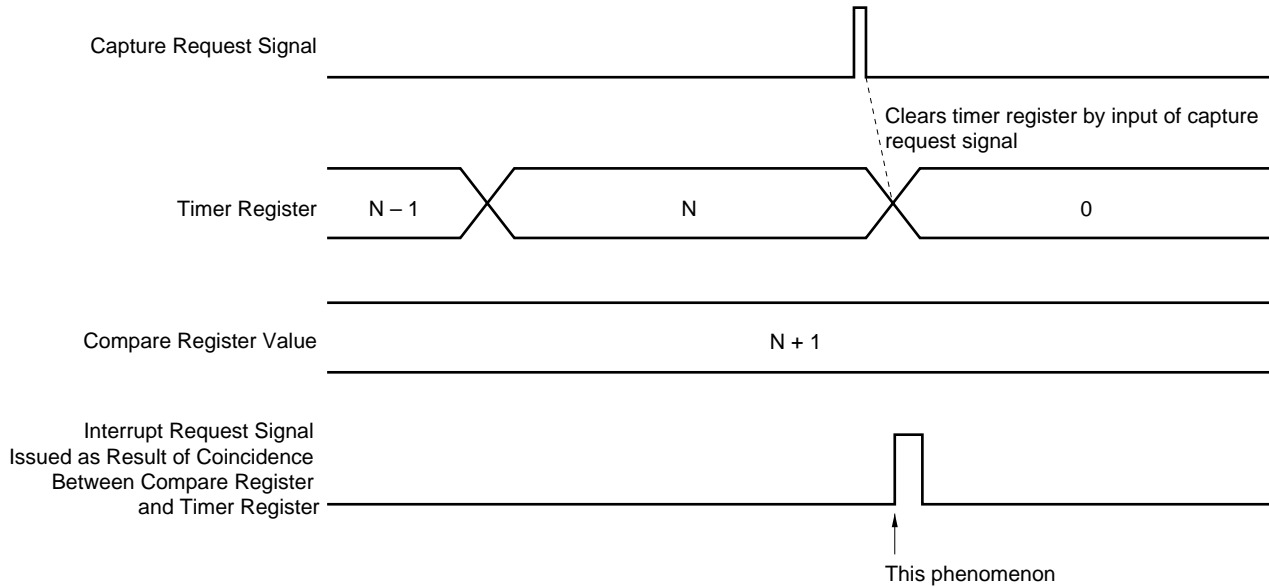 Capture Request Signal
Clears timer register by input of capture
request signal
Timer Register
N – 1
N
0
Compare Register Value
N + 1
Interrupt Request Signal
Issued as Result of Coincidence
Between Compare Register
and Timer Register
This phenomenon